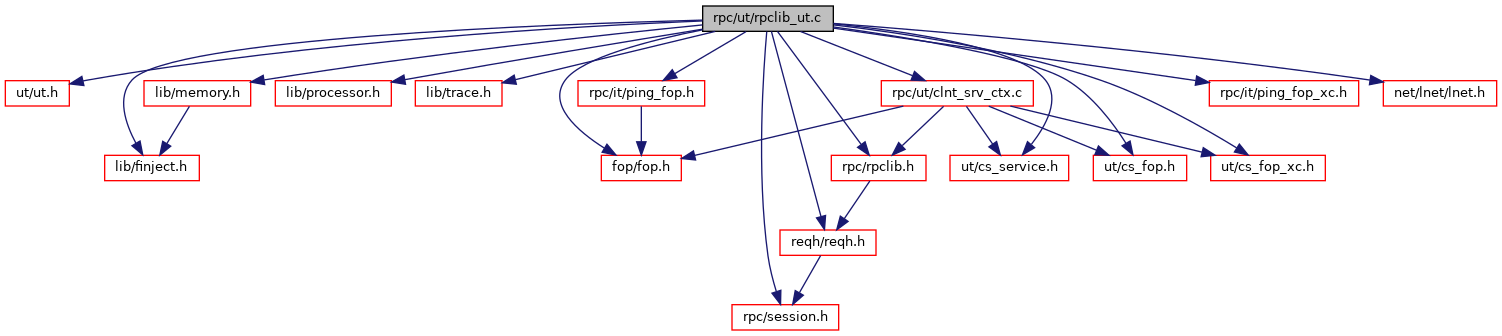 rpc/ut/rpclib_ut.c
ut/ut.h
lib/memory.h
lib/processor.h
lib/trace.h
rpc/it/ping_fop.h
rpc/ut/clnt_srv_ctx.c
rpc/it/ping_fop_xc.h
net/lnet/lnet.h
lib/finject.h
fop/fop.h
rpc/rpclib.h
ut/cs_service.h
ut/cs_fop.h
ut/cs_fop_xc.h
reqh/reqh.h
rpc/session.h